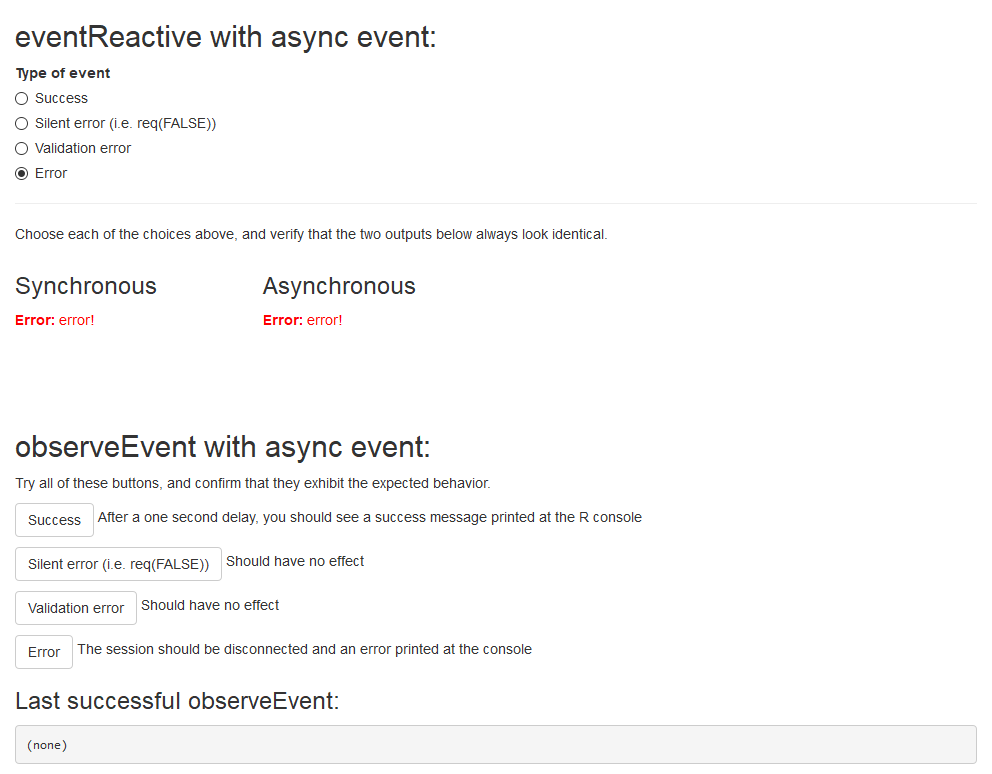 eventReactive with async event:
Type of event
Success
Silent error (i.e. req(FALSE))
Validation error
Error
Choose each of the choices above, and verify that the two outputs below always look identical.
Synchronous
Asynchronous
Error: error!
Error: error!
observeEvent with async event:
Try all of these buttons, and confirm that they exhibit the expected behavior.
Success After a one second delay, you should see a success message printed at the R console
Silent error (i.e. req(FALSE)) Should have no effect
Validation error Should have no effect
Error The session should be disconnected and an error printed at the console
Last successful observeEvent:
(none)